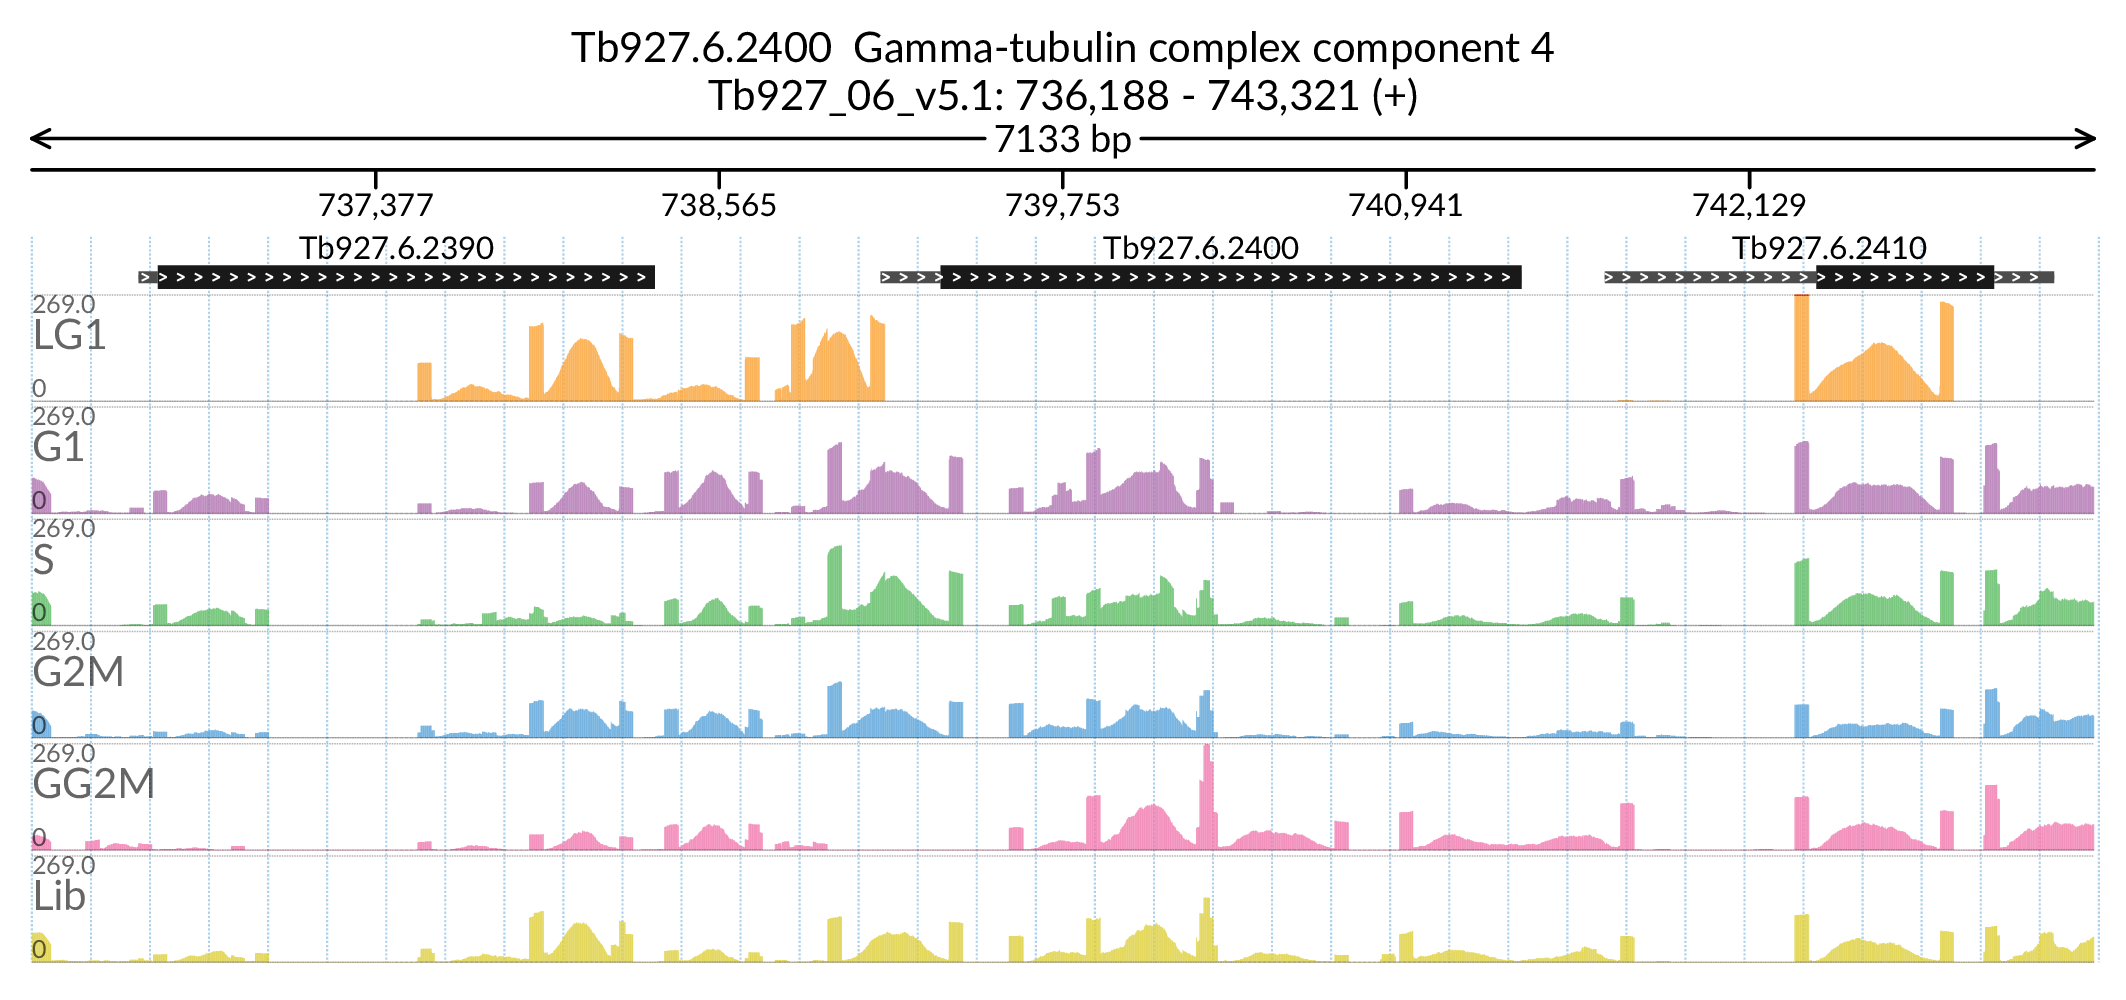 Tb927.6.2400 Gamma-tubulin complex component 4
Tb927_06_v5.1: 736,188 - 743,321 (+)
7133 bp
737,377 738,565 739,753 740,941 742,129
Tb927.6.2390 Tb927.6.2400 Tb927.6.2410
269.0
LG1
0
269.0
G1
0
269.0
S
0
269.0
G2M
0
269.0
GG2M
0
269.0
Lib
0